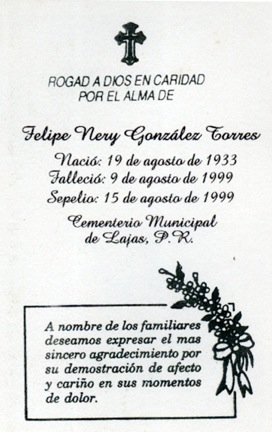 ROGAD A DIOS EN CARIDAD
POR EL ALMA DE
Felipe Nery González Torres
Nació: 19 de agosto de 1933
Falleció: 9 de agosto de 1999
Sepelio: 15 de agosto de 1999
Cementerio Municipal
de Lajas, P.R.
A nombre de los familiares
deseamos expresar el mas
sincero agradecimiento por
su demostración de afecto
y cariño en sus momentos
de dolor.